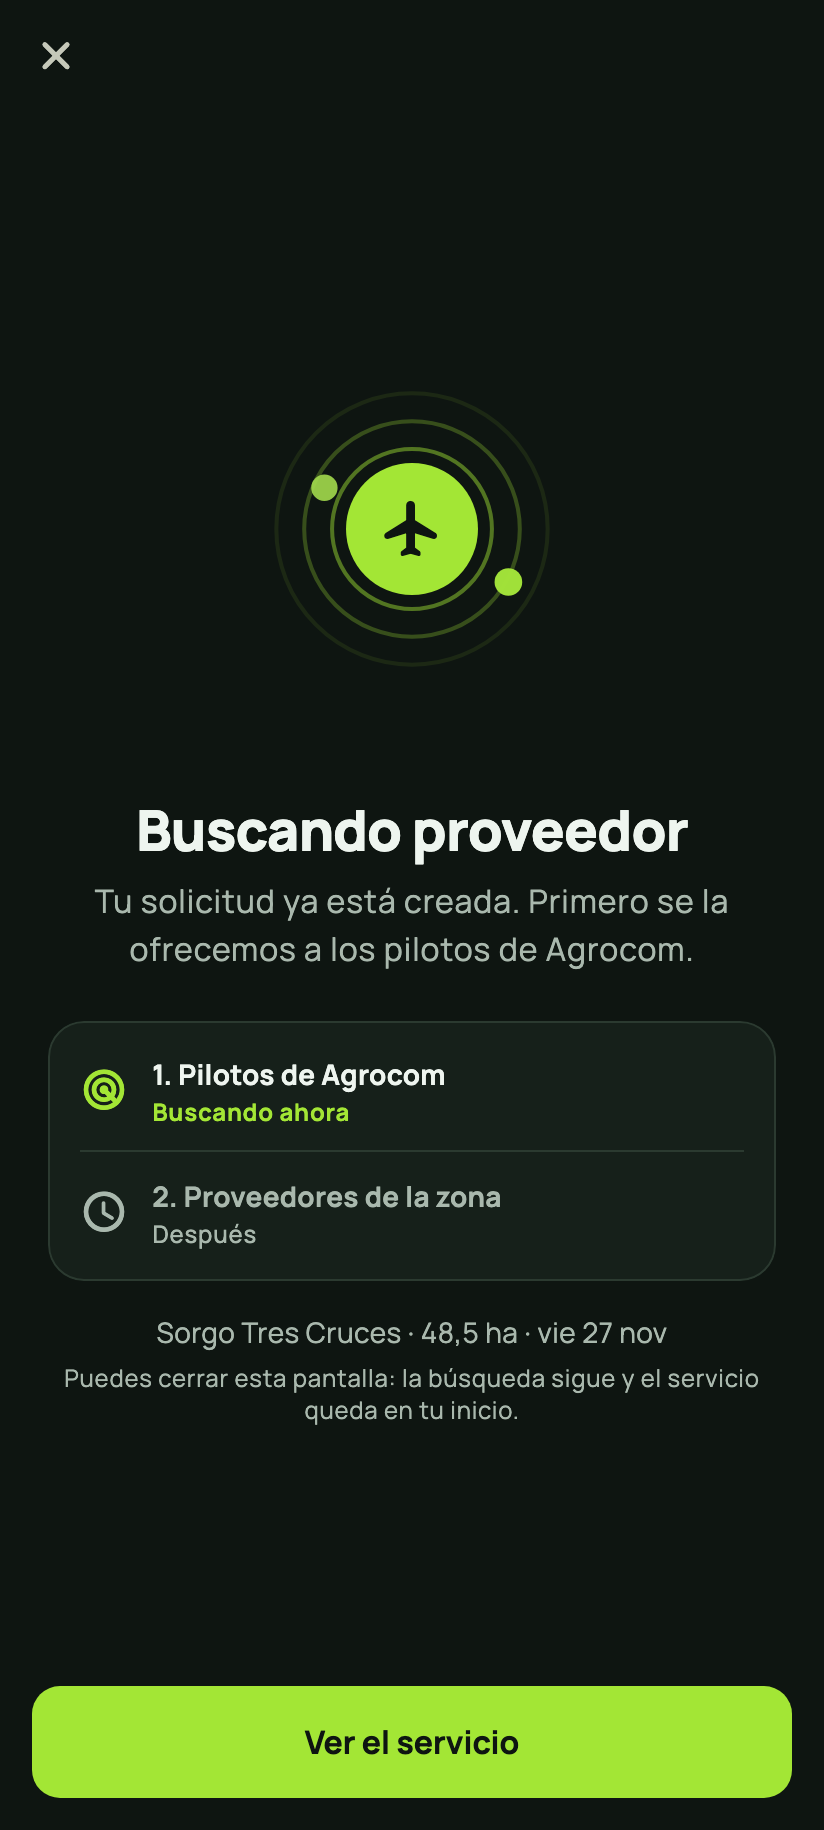 Buscando proveedor
Tu solicitud ya está creada. Primero se la
ofrecemos a los pilotos de Agrocom.
1. Pilotos de Agrocom
Buscando ahora
2. Proveedores de la zona
Después
Sorgo Tres Cruces · 48,5 ha · vie 27 nov
Puedes cerrar esta pantalla: la búsqueda sigue y el servicio
queda en tu inicio.
Ver el servicio